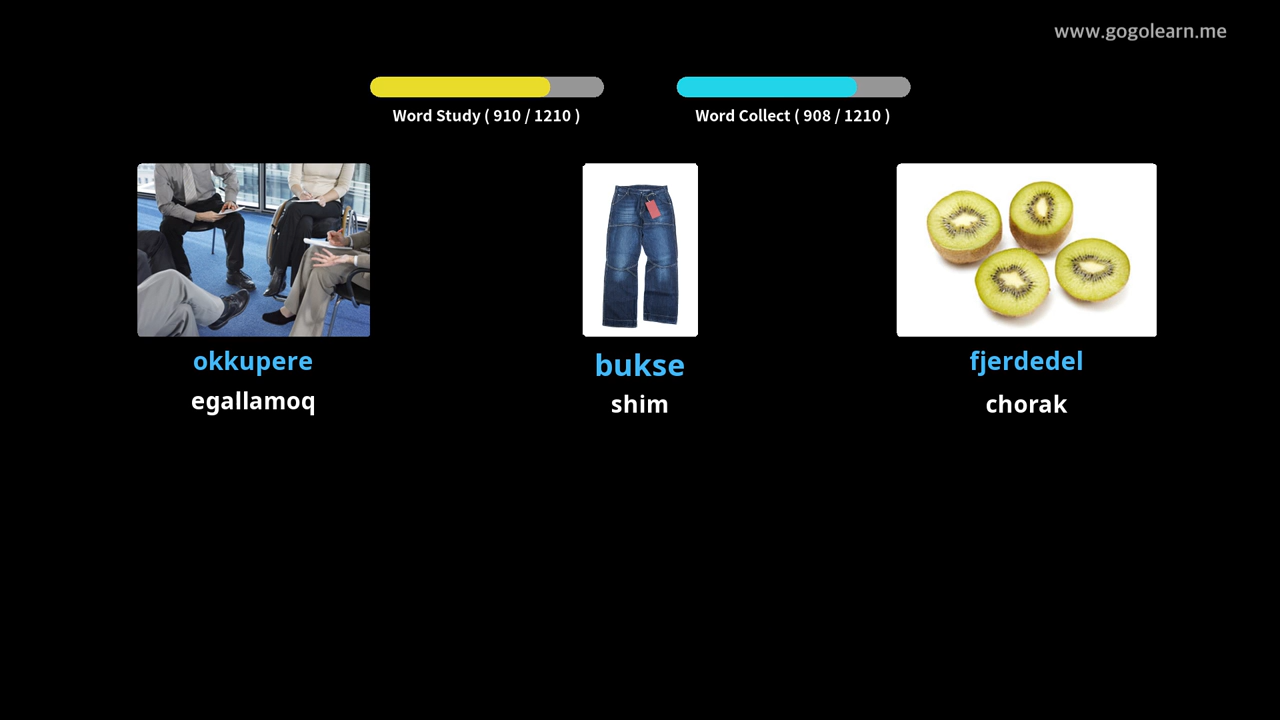 www.gogolearn.me
Word Study ( 910 / 1210 )
Word Collect ( 908 / 1210 )
okkupere
egallamoq
bukse
shim
fjerdedel
chorak